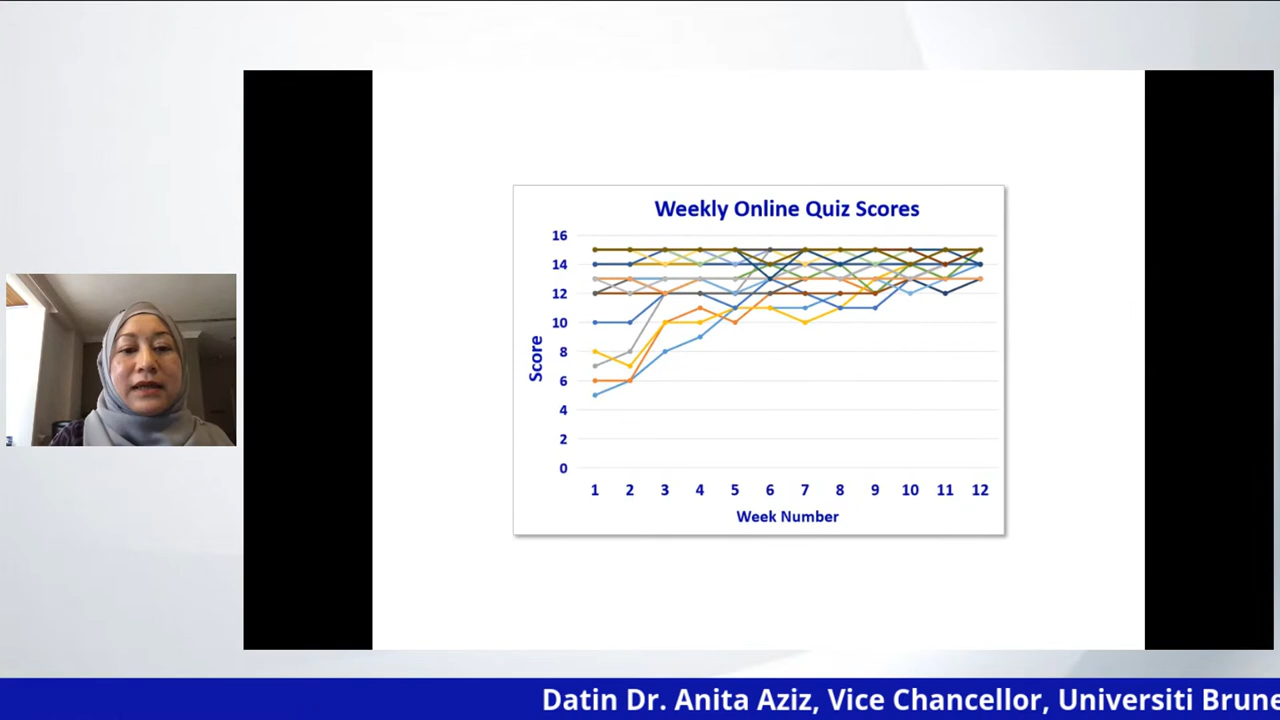 Weekly Online Quiz Scores
16
14
12
10
8
6
4
2
0
Score
1 2 3 4 5 6 7 8 9 10 11 12
Week Number
Datin Dr. Anita Aziz, Vice Chancellor, Universiti Brune